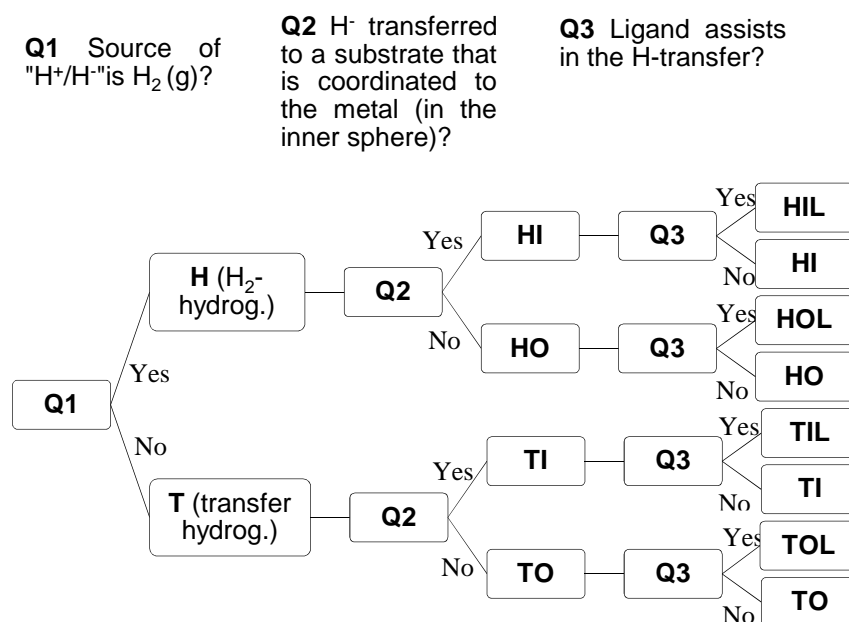 Q1 Source of
"H⁺/H⁻"is H₂ (g)?
Q2 H⁻ transferred
to a substrate that
is coordinated to
the metal (in the
inner sphere)?
Q3 Ligand assists
in the H-transfer?
Q1
Yes
No
H (H₂-
hydrog.)
Q2
Yes
No
HI
Q3
Yes
No
HIL
HI
HO
Q3
Yes
No
HOL
HO
T (transfer
hydrog.)
Q2
Yes
No
TI
Q3
Yes
No
TIL
TI
TO
Q3
Yes
No
TOL
TO